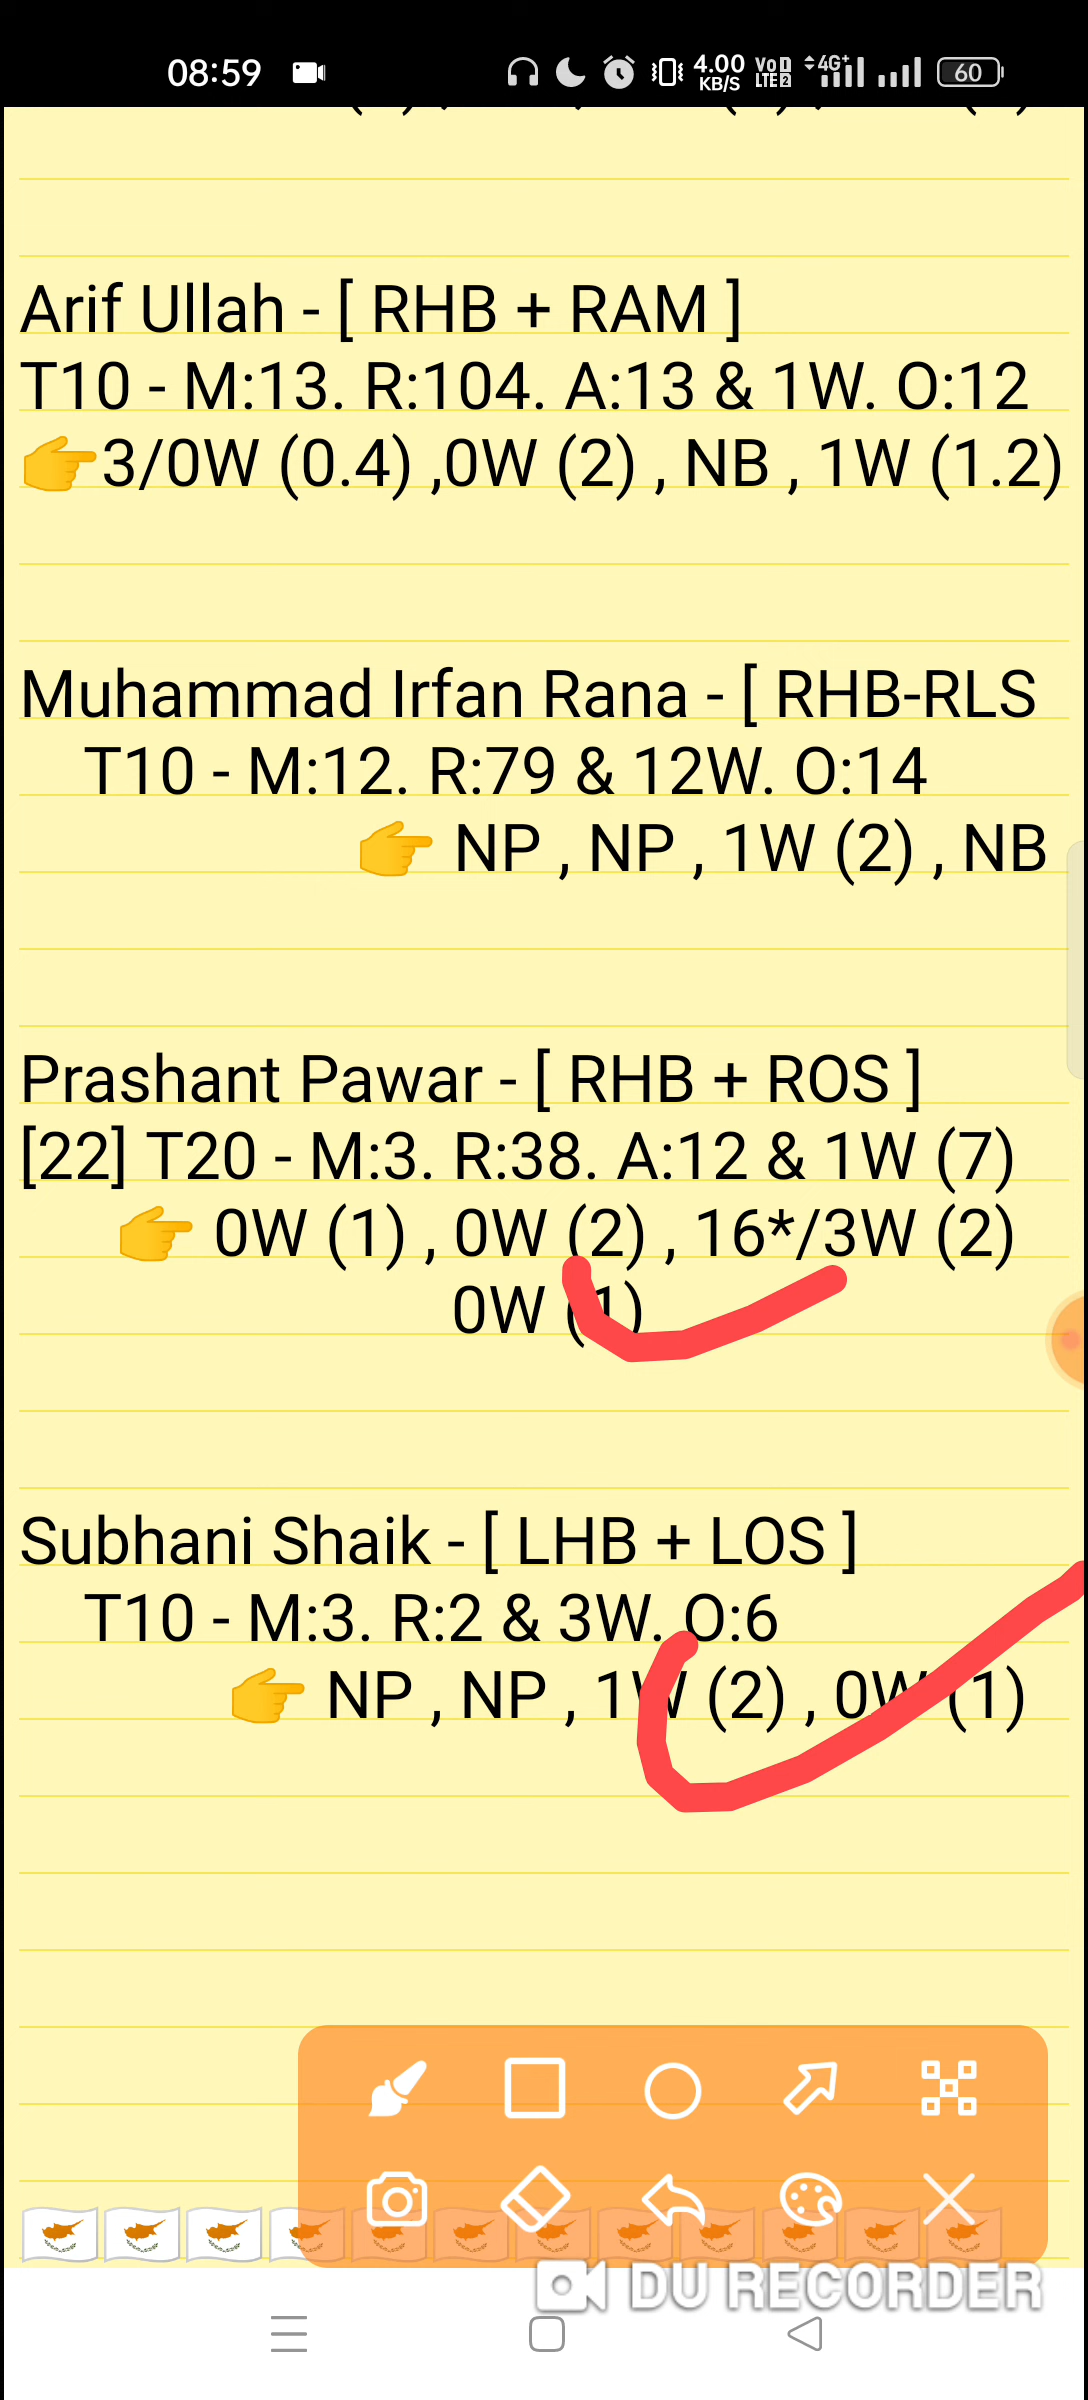 08:59 4.00 KB/S VoD LTE 2 4G+ 60
Arif Ullah - [ RHB + RAM ]
T10 - M:13. R:104. A:13 & 1W. O:12
👉3/0W (0.4) ,0W (2) , NB , 1W (1.2)
Muhammad Irfan Rana - [ RHB-RLS
T10 - M:12. R:79 & 12W. O:14
👉 NP , NP , 1W (2) , NB
Prashant Pawar - [ RHB + ROS ]
[22] T20 - M:3. R:38. A:12 & 1W (7)
👉 0W (1) , 0W (2) , 16*/3W (2)
0W (1)
Subhani Shaik - [ LHB + LOS ]
T10 - M:3. R:2 & 3W. O:6
👉 NP , NP , 1W (2) , 0W (1)
DU RECORDER